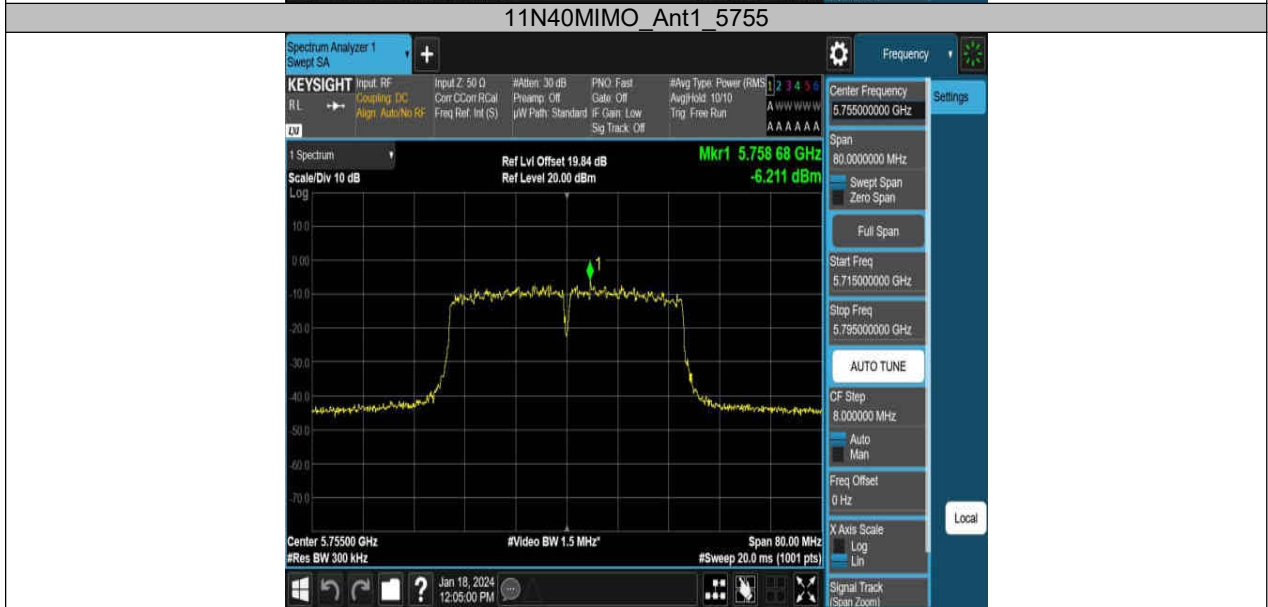 11N40MIMO_Ant1_5755
Spectrum Analyzer 1
Swept SA
+
Frequency
KEYSIGHT
RL
LXI
Input: RF
Coupling: DC
Align: Auto/No RF
Input Z: 50 Ω
Corr CCorr RCal
Freq Ref: Int (S)
#Atten: 30 dB
Preamp: Off
µW Path: Standard
PNO: Fast
Gate: Off
IF Gain: Low
Sig Track: Off
#Avg Type: Power (RMS
Avg|Hold: 10/10
Trig: Free Run
1 2 3 4 5 6
A W W W W W
A A A A A A
1 Spectrum
Scale/Div 10 dB
Log
Ref Lvl Offset 19.84 dB
Ref Level 20.00 dBm
Mkr1 5.758 68 GHz
-6.211 dBm
10.0
0.00
-10.0
-20.0
-30.0
-40.0
-50.0
-60.0
-70.0
1
Center 5.75500 GHz
#Res BW 300 kHz
#Video BW 1.5 MHz*
Span 80.00 MHz
#Sweep 20.0 ms (1001 pts)
?
Jan 18, 2024
12:05:00 PM
Center Frequency
5.755000000 GHz
Settings
Span
80.0000000 MHz
Swept Span
Zero Span
Full Span
Start Freq
5.715000000 GHz
Stop Freq
5.795000000 GHz
AUTO TUNE
CF Step
8.000000 MHz
Auto
Man
Freq Offset
0 Hz
X Axis Scale
Log
Lin
Local
Signal Track
(Span Zoom)